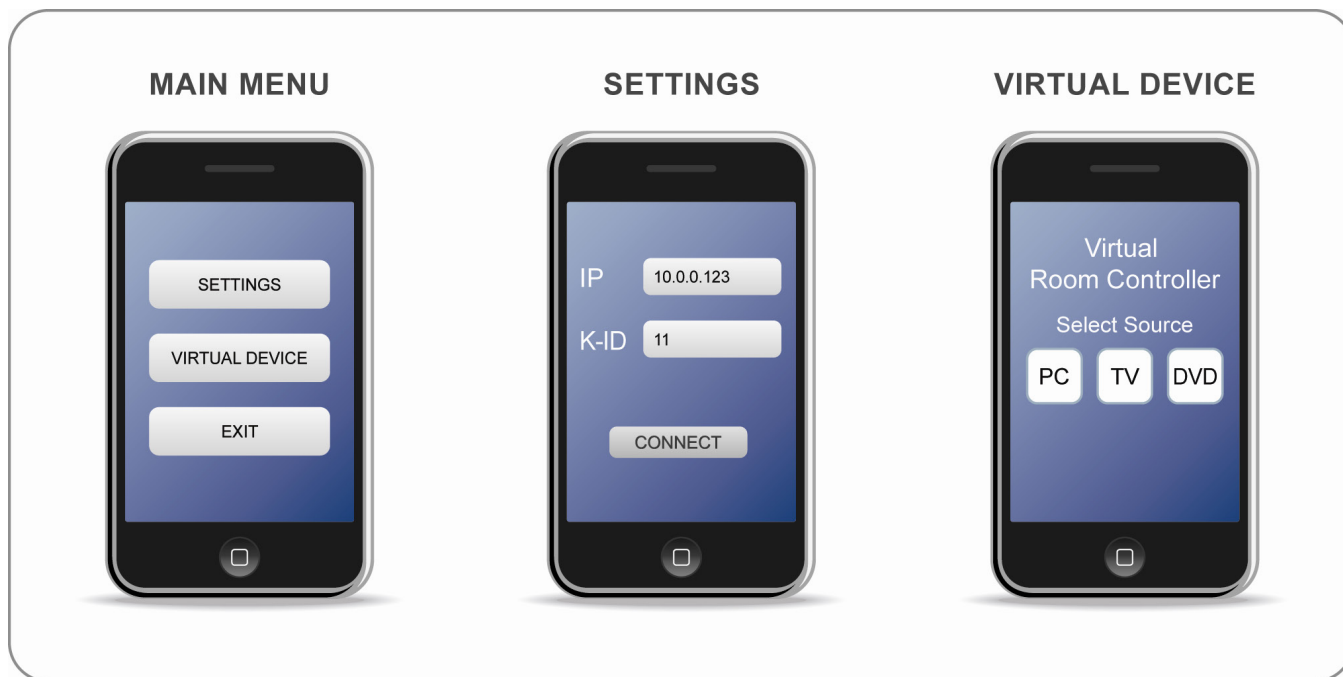 MAIN MENU
SETTINGS
VIRTUAL DEVICE
EXIT
SETTINGS
IP 10.0.0.123
K-ID 11
CONNECT
VIRTUAL DEVICE
Virtual
Room Controller
Select Source
PC TV DVD